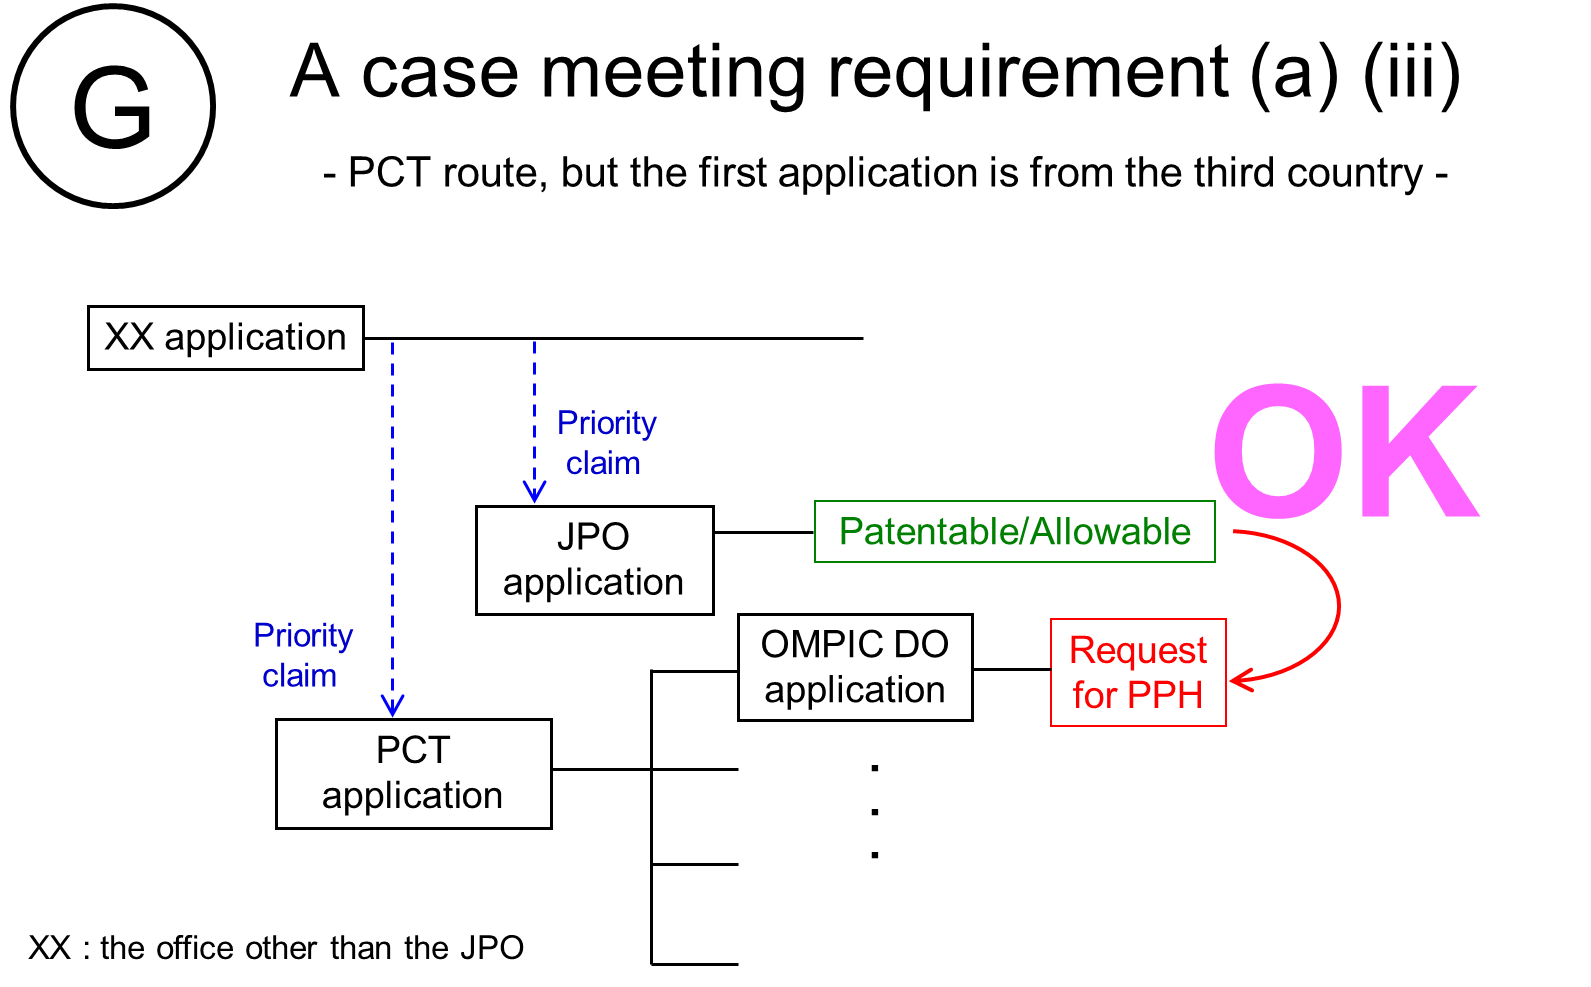 G
A case meeting requirement (a) (iii)
- PCT route, but the first application is from the third country -
XX application
Priority
claim
OK
JPO
application
Patentable/Allowable
Priority
claim
OMPIC DO
application
Request
for PPH
PCT
application
XX : the office other than the JPO